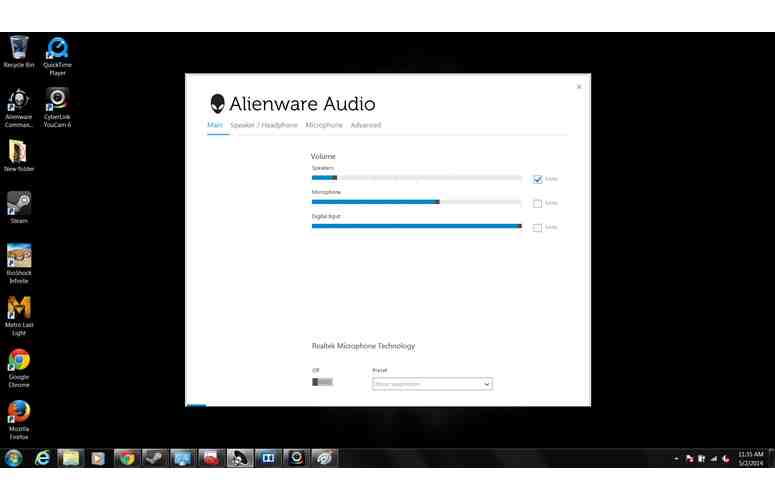 Recycle Bin
QuickTime
Player
Alienware
Comman...
CyberLink
YouCam 6
New folder
Steam
BioShock
Infinite
Metro Last
Light
Google
Chrome
Mozilla
Firefox
Alienware Audio
Main Speaker / Headphone Microphone Advanced
Volume
Speakers
Mute
Microphone
Mute
Digital Input
Mute
Realtek Microphone Technology
Off
Preset
Noise suppression
11:35 AM
5/2/2014